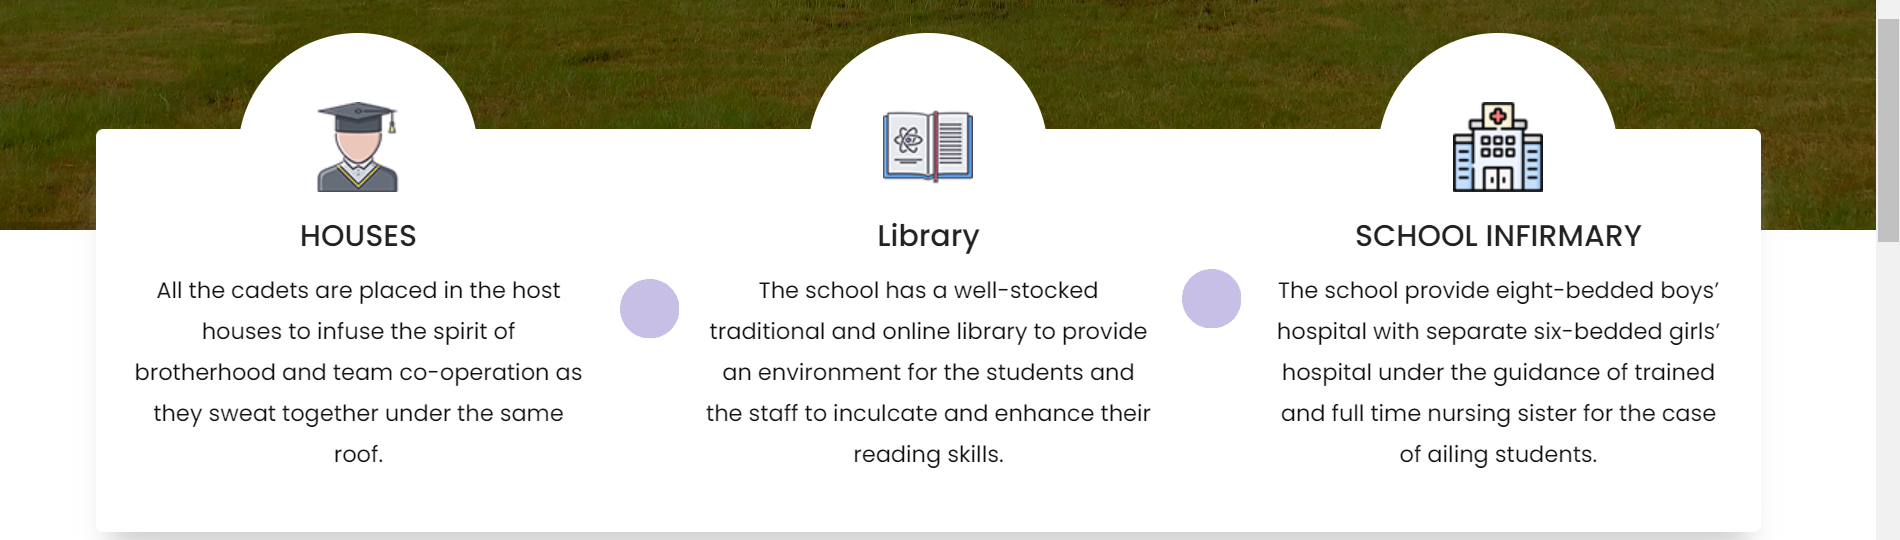 HOUSES
All the cadets are placed in the host
houses to infuse the spirit of
brotherhood and team co-operation as
they sweat together under the same
roof.
Library
The school has a well-stocked
traditional and online library to provide
an environment for the students and
the staff to inculcate and enhance their
reading skills.
SCHOOL INFIRMARY
The school provide eight-bedded boys’
hospital with separate six-bedded girls’
hospital under the guidance of trained
and full time nursing sister for the case
of ailing students.